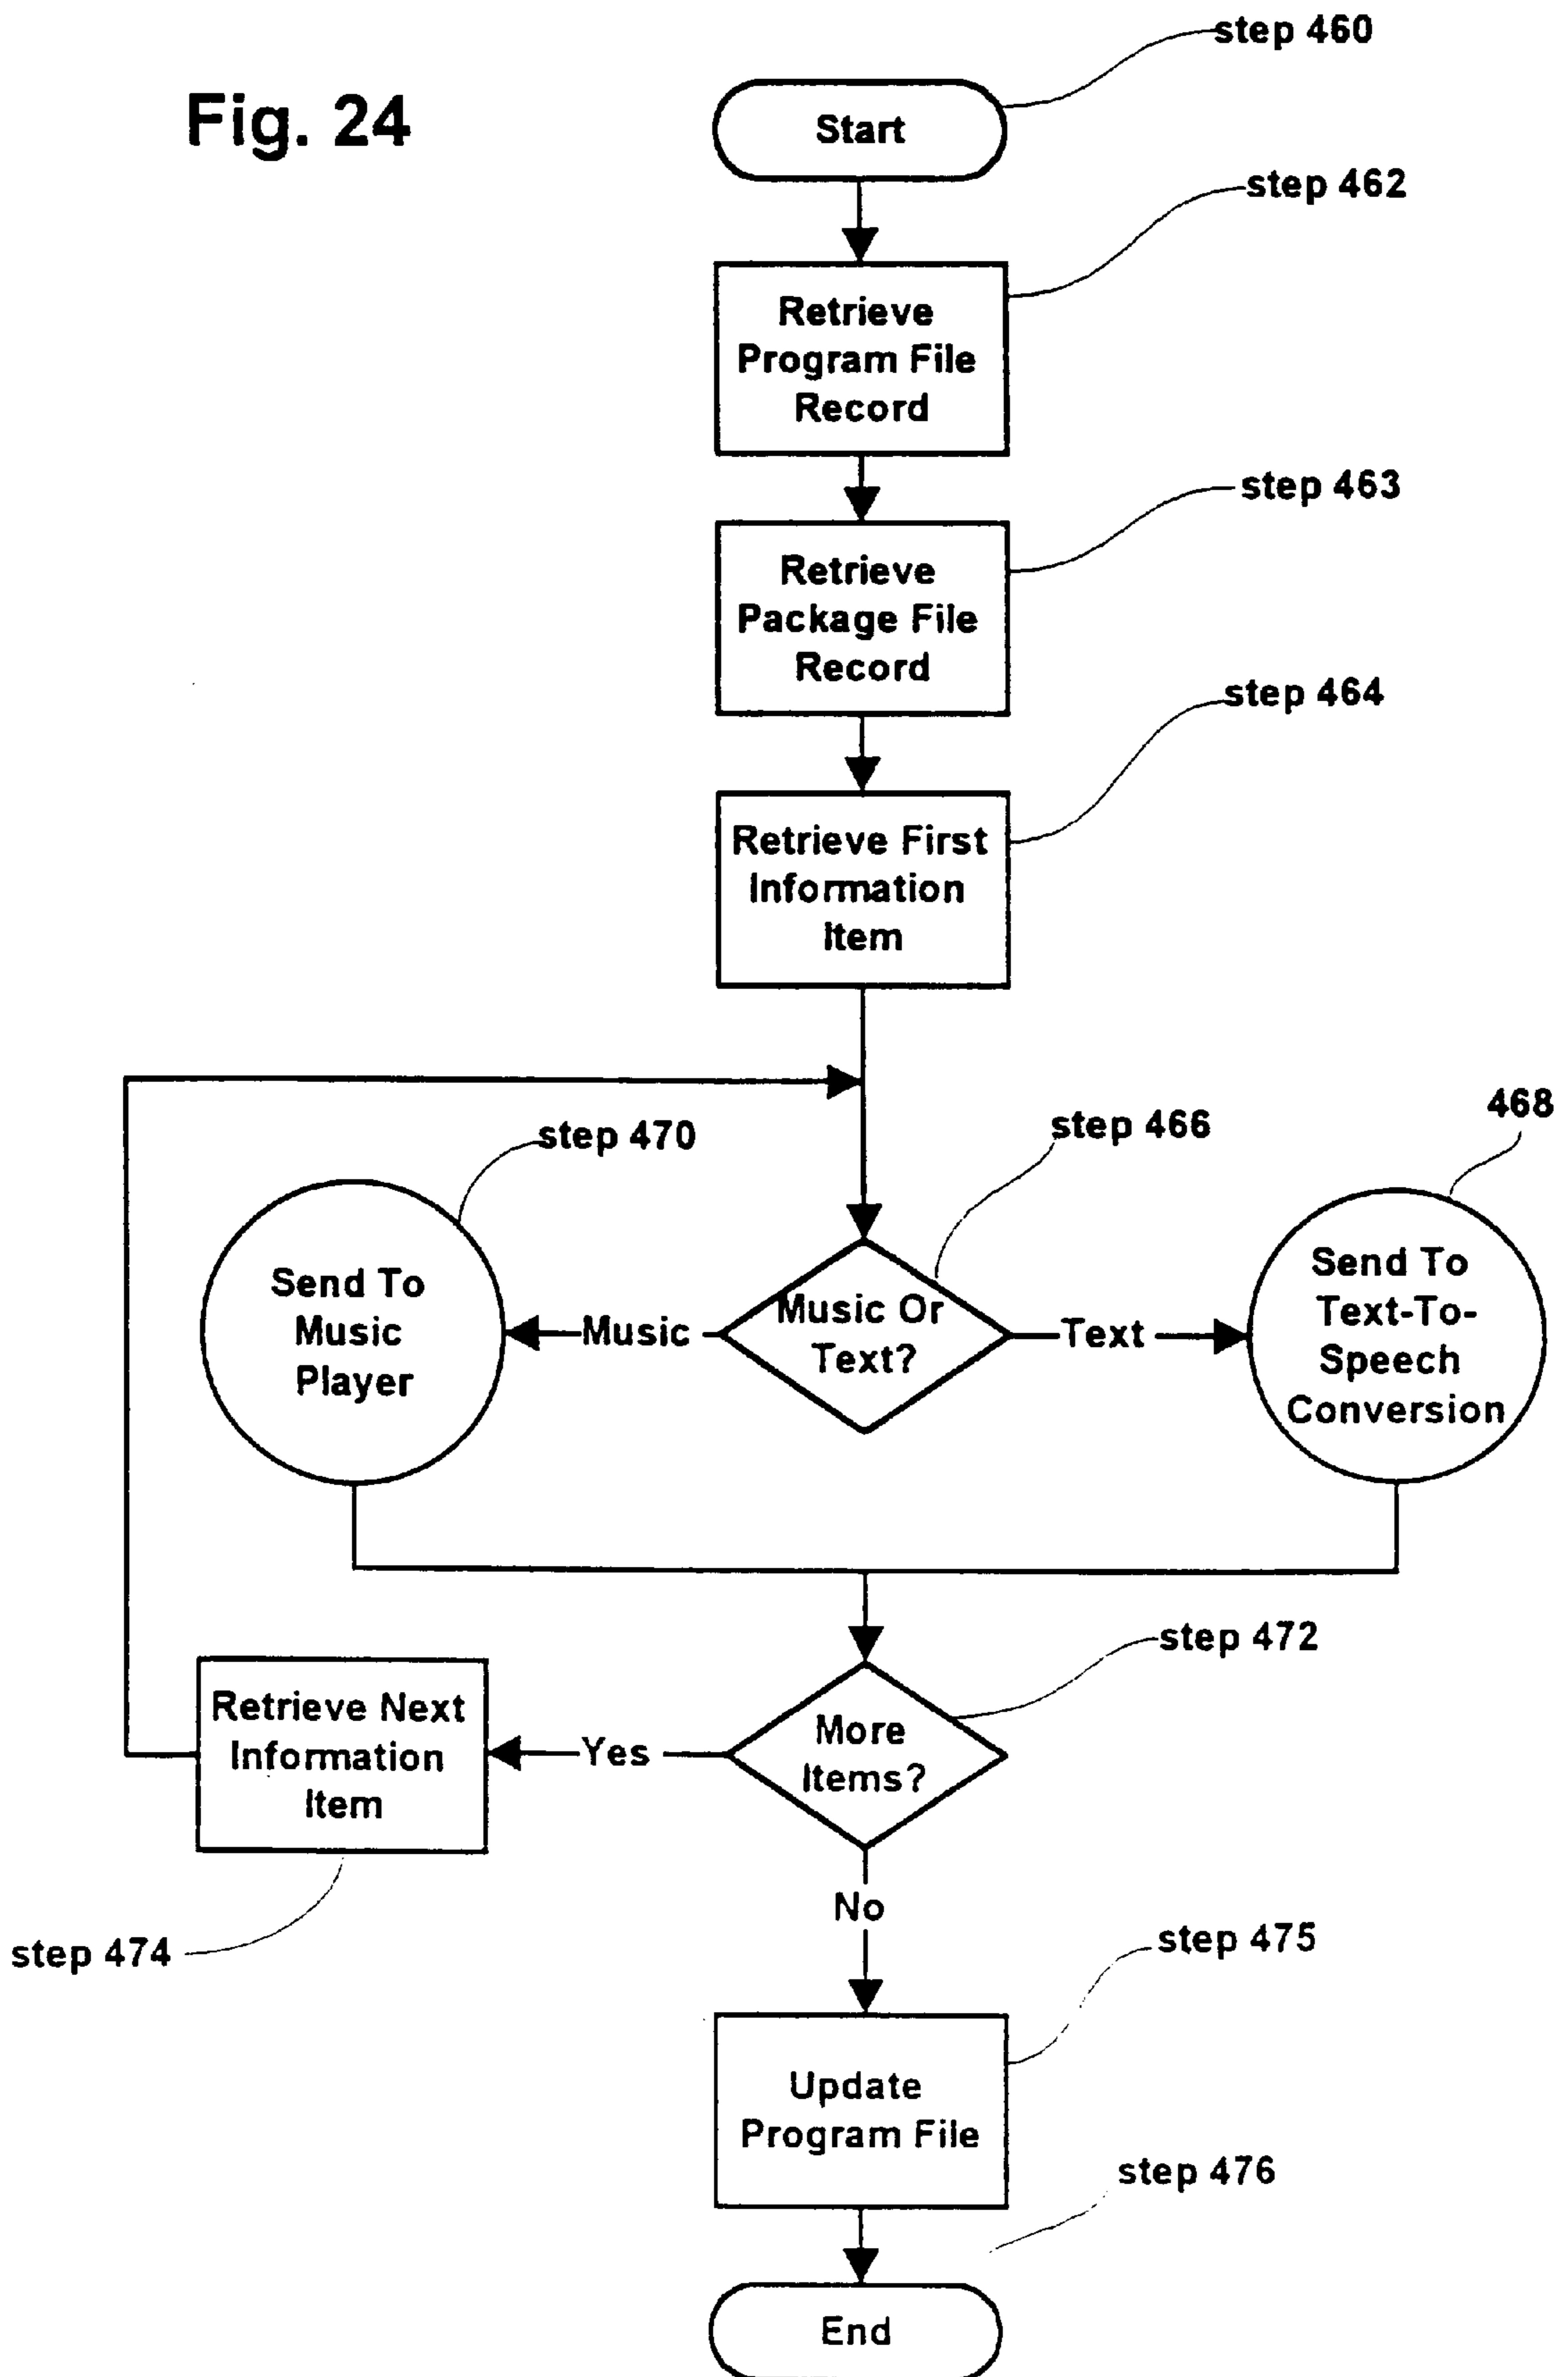 Fig. 24
step 460
Start
step 462
Retrieve
Program File
Record
step 463
Retrieve
Package File
Record
step 464
Retrieve First
Information
Item
step 470
step 466
468
Send To
Music
Player
Music
Music Or
Text?
Text
Send To
Text-To-
Speech
Conversion
step 472
Retrieve Next
Information
Item
Yes
More
Items?
step 474
No
step 475
Update
Program File
step 476
End